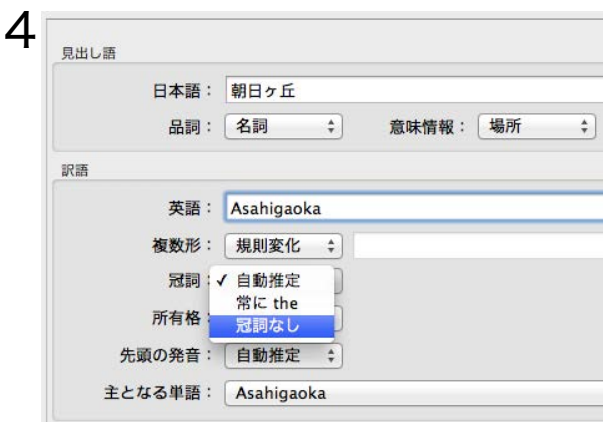 4
見出し語
日本語： 朝日ヶ丘
品詞： 名詞 意味情報： 場所
訳語
英語： Asahigaoka
複数形： 規則変化
冠詞： ✓ 自動推定
常に the
所有格： 冠詞なし
先頭の発音： 自動推定
主となる単語： Asahigaoka